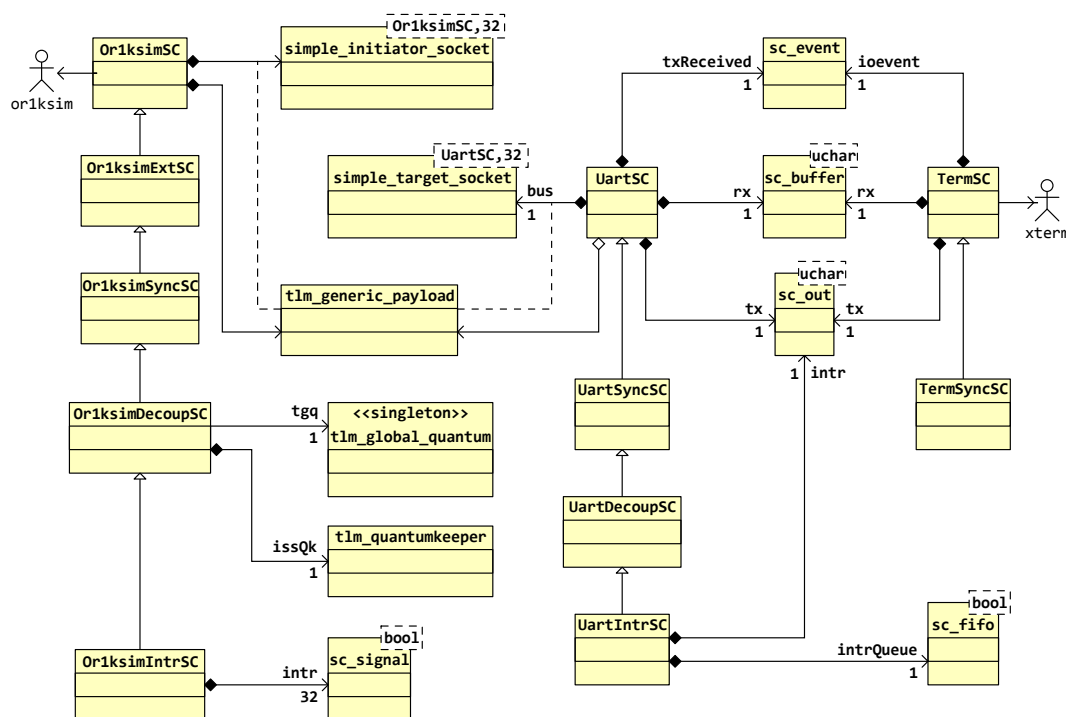 Or1ksimSC,32
Or1ksimSC
simple_initiator_socket
sc_event
txReceived
1
ioevent
1
or1ksim
Or1ksimExtSC
UartSC,32
simple_target_socket
bus
1
UartSC
uchar
sc_buffer
rx
1
rx
1
TermSC
xterm
Or1ksimSyncSC
tlm_generic_payload
uchar
sc_out
tx
1
tx
1
1 intr
UartSyncSC
TermSyncSC
Or1ksimDecoupSC
tgq
1
<<singleton>>
tlm_global_quantum
UartDecoupSC
issQk
1
tlm_quantumkeeper
UartIntrSC
bool
sc_fifo
intrQueue
1
Or1ksimIntrSC
bool
sc_signal
intr
32